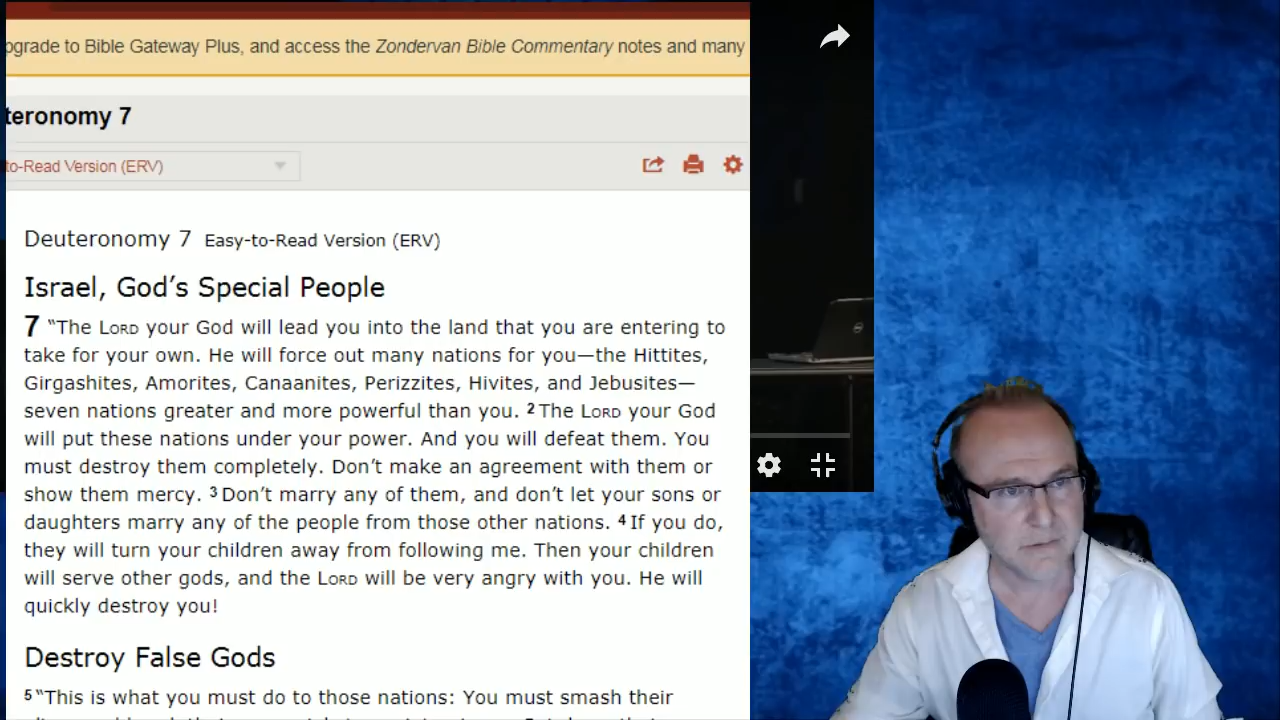 pgrade to Bible Gateway Plus, and access the Zondervan Bible Commentary notes and many
teronomy 7
to-Read Version (ERV)
Deuteronomy 7 Easy-to-Read Version (ERV)
Israel, God’s Special People
7 “The LORD your God will lead you into the land that you are entering to
take for your own. He will force out many nations for you—the Hittites,
Girgashites, Amorites, Canaanites, Perizzites, Hivites, and Jebusites—
seven nations greater and more powerful than you. 2 The LORD your God
will put these nations under your power. And you will defeat them. You
must destroy them completely. Don’t make an agreement with them or
show them mercy. 3 Don’t marry any of them, and don’t let your sons or
daughters marry any of the people from those other nations. 4 If you do,
they will turn your children away from following me. Then your children
will serve other gods, and the LORD will be very angry with you. He will
quickly destroy you!
Destroy False Gods
5 “This is what you must do to those nations: You must smash their